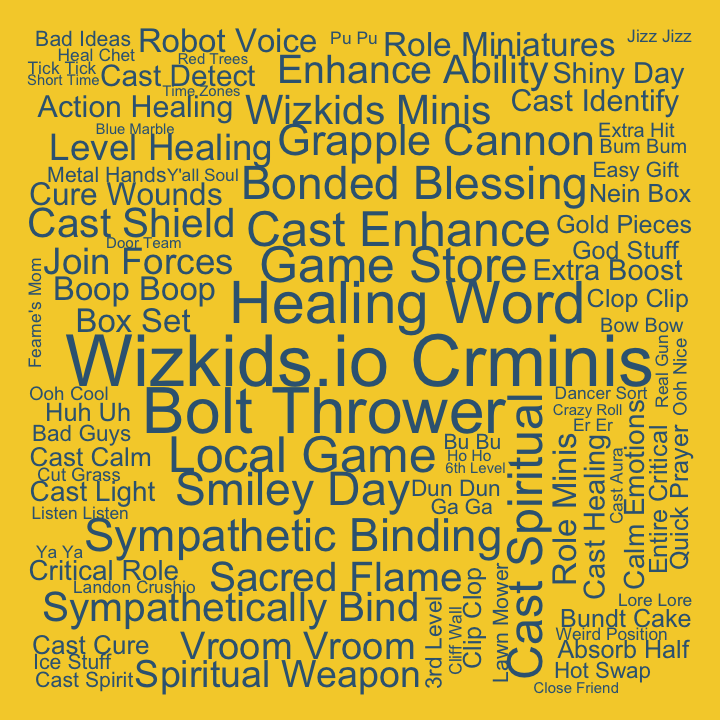 Bad Ideas
Robot Voice
Pu Pu
Role Miniatures
Jizz Jizz
Heal Chet
Red Trees
Tick Tick
Short Time
Cast Detect
Enhance Ability
Shiny Day
Time Zones
Action Healing
Wizkids Minis
Cast Identify
Blue Marble
Level Healing
Grapple Cannon
Extra Hit
Bum Bum
Metal Hands
Y'all Soul
Bonded Blessing
Easy Gift
Cure Wounds
Nein Box
Cast Shield
Cast Enhance
Gold Pieces
Door Team
God Stuff
Join Forces
Game Store
Extra Boost
Feame's Mom
Boop Boop
Healing Word
Clop Clip
Box Set
Bow Bow
Wizkids.io Crminis
Real Gun
Ooh Nice
Ooh Cool
Bolt Thrower
Dancer Sort
Huh Uh
Crazy Roll
Er Er
Bad Guys
Local Game
Bu Bu
Cast Calm
Ho Ho
6th Level
Cut Grass
Cast Light
Smiley Day
Dun Dun
Ga Ga
Listen Listen
Cast Spiritual
Role Minis
Cast Healing
Cast Aura
Calm Emotions
Entire Critical
Quick Prayer
Sympathetic Binding
Ya Ya
Critical Role
Sacred Flame
Landon Crushio
Sympathetically Bind
3rd Level
Cliff Wall
Clip Clop
Lawn Mower
Lore Lore
Bundt Cake
Weird Position
Cast Cure
Vroom Vroom
Absorb Half
Ice Stuff
Cast Spirit
Spiritual Weapon
Hot Swap
Close Friend